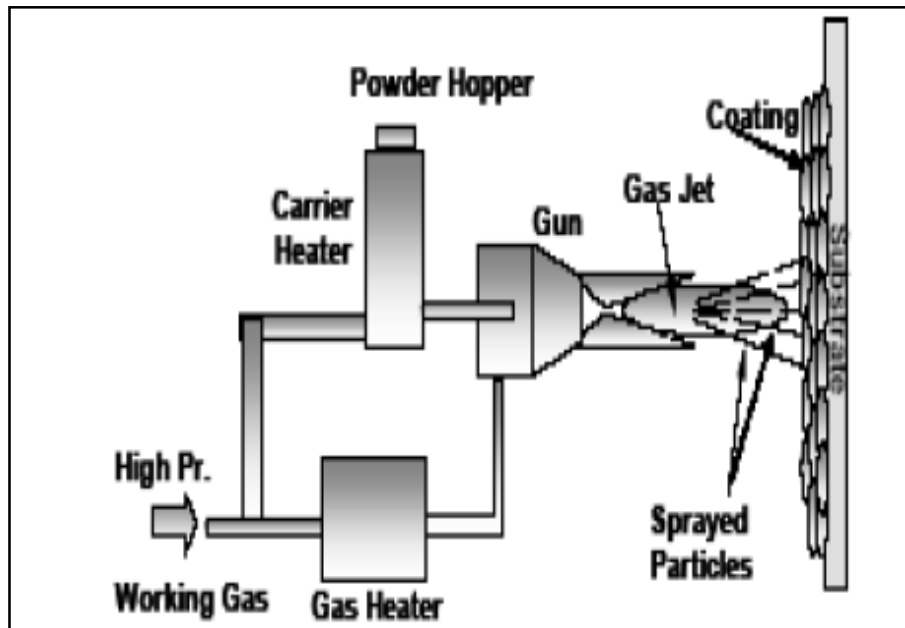 Powder Hopper
Coating
Gas Jet
Carrier
Heater
Gun
Substrate
High Pr.
Working Gas
Gas Heater
Sprayed
Particles